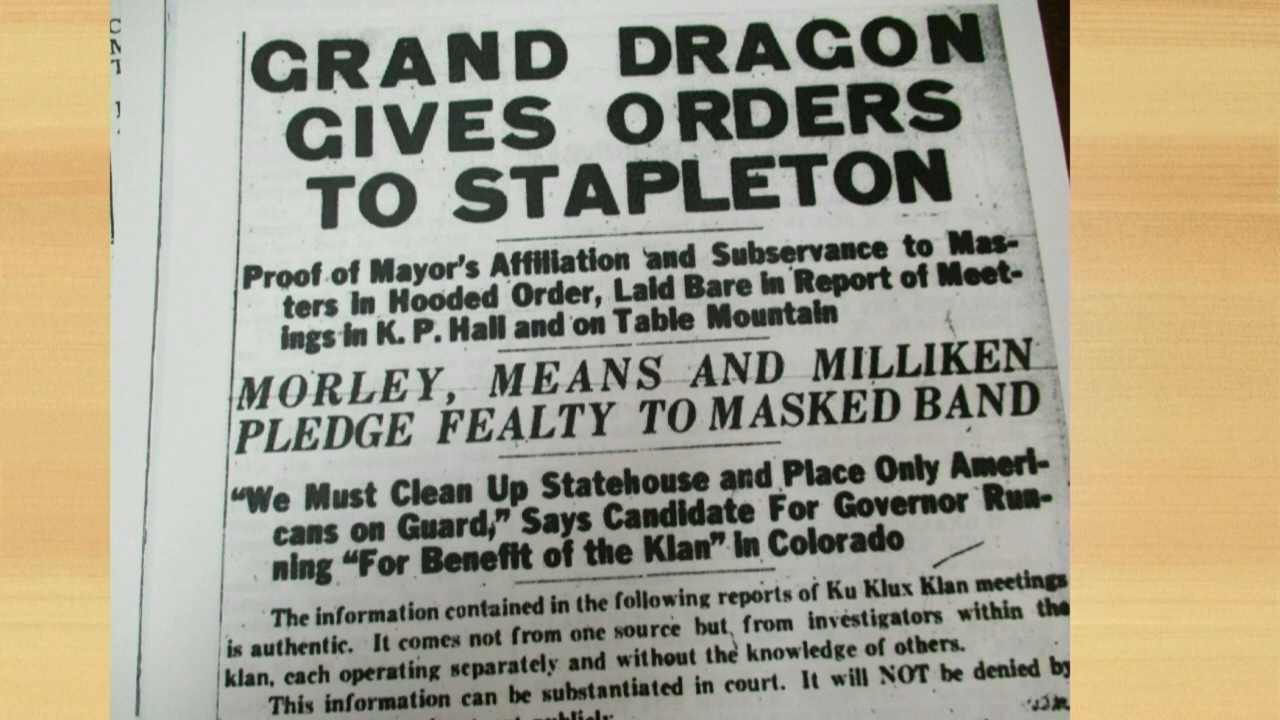 GRAND DRAGON
GIVES ORDERS
TO STAPLETON
Proof of Mayor's Affiliation and Subservance to Mas-
ters in Hooded Order, Laid Bare in Report of Meet-
ings in K. P. Hall and on Table Mountain
MORLEY, MEANS AND MILLIKEN
PLEDGE FEALTY TO MASKED BAND
"We Must Clean Up Statehouse and Place Only Ameri-
cans on Guard," Says Candidate For Governor Run-
ning "For Benefit of the Klan" in Colorado
The information contained in the following reports of Ku Klux Klan meetings
is authentic. It comes not from one source but from investigators within the
klan, each operating separately and without the knowledge of others.
This information can be substantiated in court. It will NOT be denied by
publicly